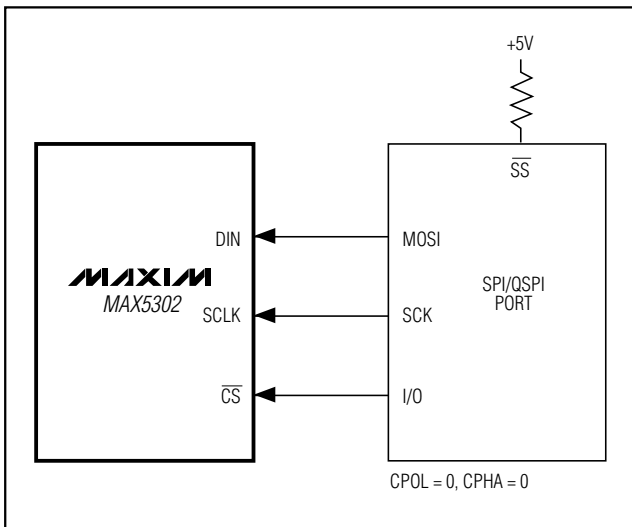 +5V
SS
DIN
MOSI
MAXIM
MAX5302
SPI/QSPI
PORT
SCLK
SCK
CS
I/O
CPOL = 0, CPHA = 0